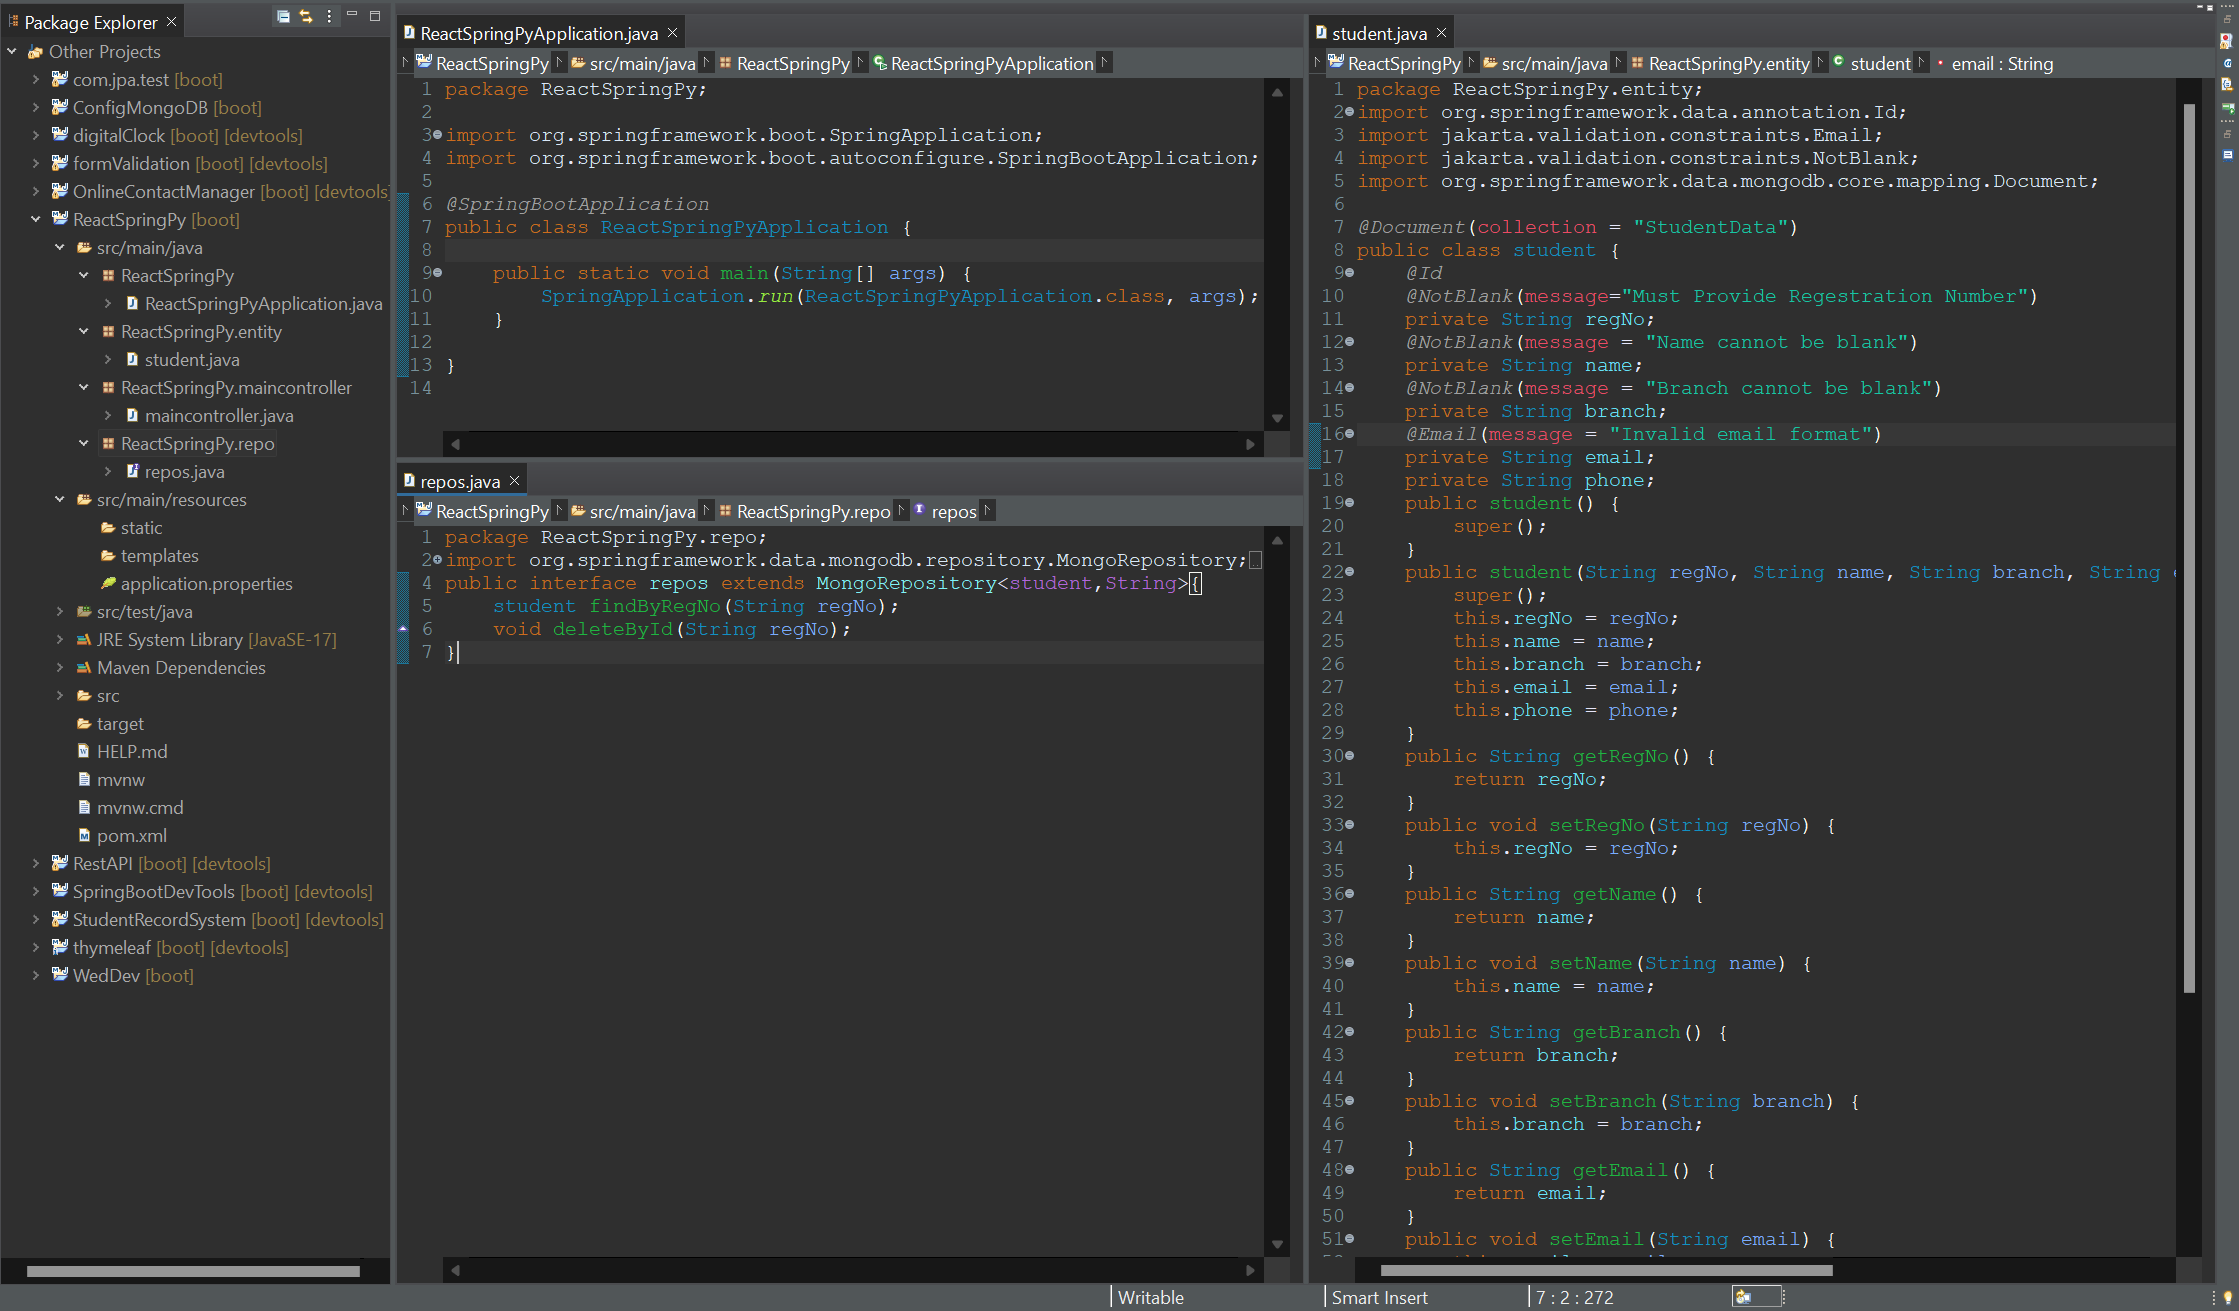 Package Explorer
Other Projects
com.jpa.test [boot]
ConfigMongoDB [boot]
digitalClock [boot] [devtools]
formValidation [boot] [devtools]
OnlineContactManager [boot] [devtools]
ReactSpringPy [boot]
src/main/java
ReactSpringPy
ReactSpringPyApplication.java
ReactSpringPy.entity
student.java
ReactSpringPy.maincontroller
maincontroller.java
ReactSpringPy.repo
repos.java
src/main/resources
static
templates
application.properties
src/test/java
JRE System Library [JavaSE-17]
Maven Dependencies
src
target
HELP.md
mvnw
mvnw.cmd
pom.xml
RestAPI [boot] [devtools]
SpringBootDevTools [boot] [devtools]
StudentRecordSystem [boot] [devtools]
thymeleaf [boot] [devtools]
WedDev [boot]
ReactSpringPyApplication.java
ReactSpringPy src/main/java ReactSpringPy ReactSpringPyApplication
1 package ReactSpringPy;
2
3 import org.springframework.boot.SpringApplication;
4 import org.springframework.boot.autoconfigure.SpringBootApplication;
5
6 @SpringBootApplication
7 public class ReactSpringPyApplication {
8
9 public static void main(String[] args) {
10 SpringApplication.run(ReactSpringPyApplication.class, args);
11 }
12
13 }
14
repos.java
ReactSpringPy src/main/java ReactSpringPy.repo repos
1 package ReactSpringPy.repo;
2 import org.springframework.data.mongodb.repository.MongoRepository;
4 public interface repos extends MongoRepository<student,String>{
5 student findByRegNo(String regNo);
6 void deleteById(String regNo);
7 }
student.java
ReactSpringPy src/main/java ReactSpringPy.entity student email : String
1 package ReactSpringPy.entity;
2 import org.springframework.data.annotation.Id;
3 import jakarta.validation.constraints.Email;
4 import jakarta.validation.constraints.NotBlank;
5 import org.springframework.data.mongodb.core.mapping.Document;
6
7 @Document(collection = "StudentData")
8 public class student {
9 @Id
10 @NotBlank(message="Must Provide Regestration Number")
11 private String regNo;
12 @NotBlank(message = "Name cannot be blank")
13 private String name;
14 @NotBlank(message = "Branch cannot be blank")
15 private String branch;
16 @Email(message = "Invalid email format")
17 private String email;
18 private String phone;
19 public student() {
20 super();
21 }
22 public student(String regNo, String name, String branch, String
23 super();
24 this.regNo = regNo;
25 this.name = name;
26 this.branch = branch;
27 this.email = email;
28 this.phone = phone;
29 }
30 public String getRegNo() {
31 return regNo;
32 }
33 public void setRegNo(String regNo) {
34 this.regNo = regNo;
35 }
36 public String getName() {
37 return name;
38 }
39 public void setName(String name) {
40 this.name = name;
41 }
42 public String getBranch() {
43 return branch;
44 }
45 public void setBranch(String branch) {
46 this.branch = branch;
47 }
48 public String getEmail() {
49 return email;
50 }
51 public void setEmail(String email) {
Writable
Smart Insert
7 : 2 : 272